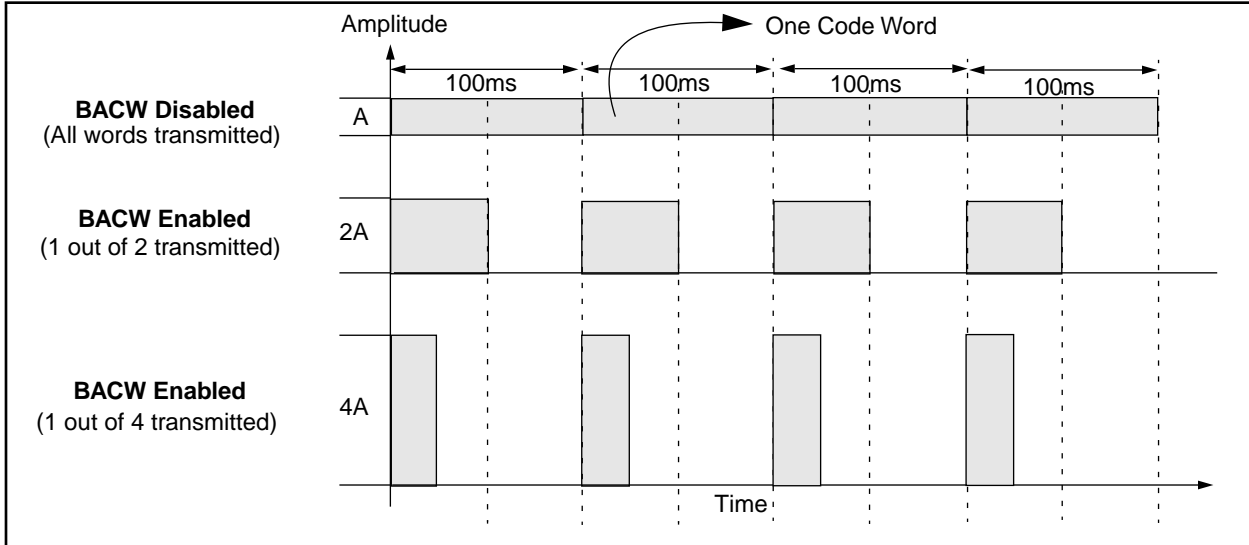 Amplitude
One Code Word
100ms
100ms
100ms
100ms
BACW Disabled
(All words transmitted)
A
BACW Enabled
(1 out of 2 transmitted)
2A
BACW Enabled
(1 out of 4 transmitted)
4A
Time